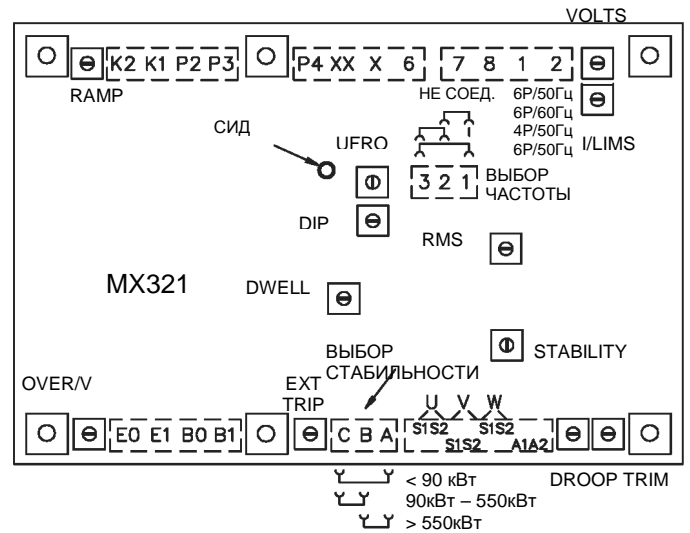 VOLTS
K2 K1 P2 P3 P4 XX X 6 7 8 1 2
RAMP
НЕ СОЕД. 6P/50Гц
6P/60Гц
4P/50Гц
6P/50Гц
I/LIMS
СИД
UFRO
3 2 1
ВЫБОР
ЧАСТОТЫ
DIP
RMS
MX321
DWELL
ВЫБОР
СТАБИЛЬНОСТИ
STABILITY
OVER/V
EXT
TRIP
U V W
E0 E1 B0 B1
C B A
S1S2 S1S2
S1S2 A1A2
DROOP TRIM
< 90 кВт
90кВт – 550кВт
> 550кВт